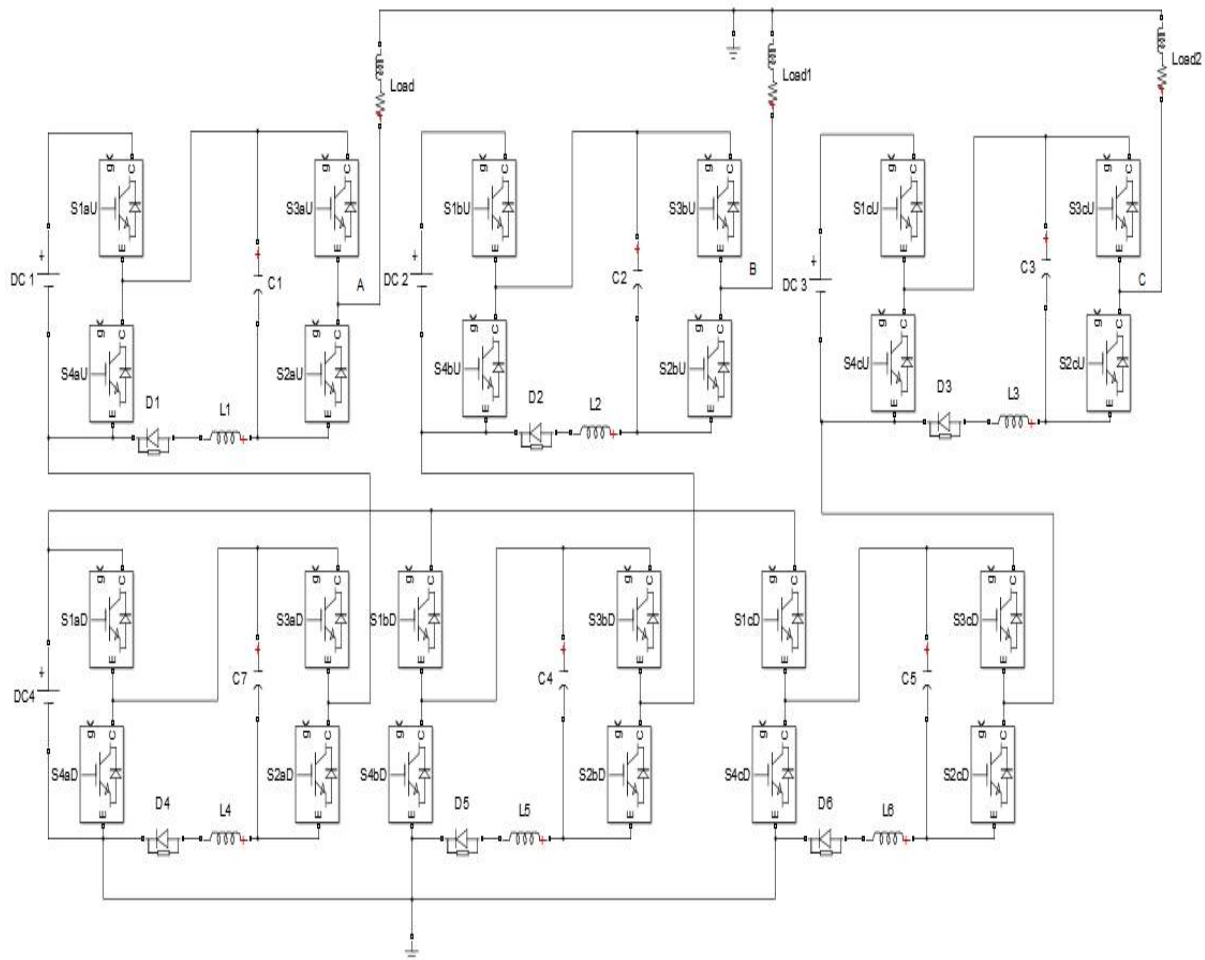 Load
Load1
Load2
g C
E
S1aU
g C
E
S3aU
g C
E
S1bU
g C
E
S3bU
g C
E
S1cU
g C
E
S3cU
+
DC 1
C1
A
+
DC 2
C2
B
+
DC 3
C3
C
g C
E
S4aU
g C
E
S2aU
g C
E
S4bU
g C
E
S2bU
g C
E
S4cU
g C
E
S2cU
D1
L1
D2
L2
D3
L3
g C
E
S1aD
g C
E
S3aD
g C
E
S1bD
g C
E
S3bD
g C
E
S1cD
g C
E
S3cD
+
DC4
C7
C4
C5
g C
E
S4aD
g C
E
S2aD
g C
E
S4bD
g C
E
S2bD
g C
E
S4cD
g C
E
S2cD
D4
L4
D5
L5
D6
L6